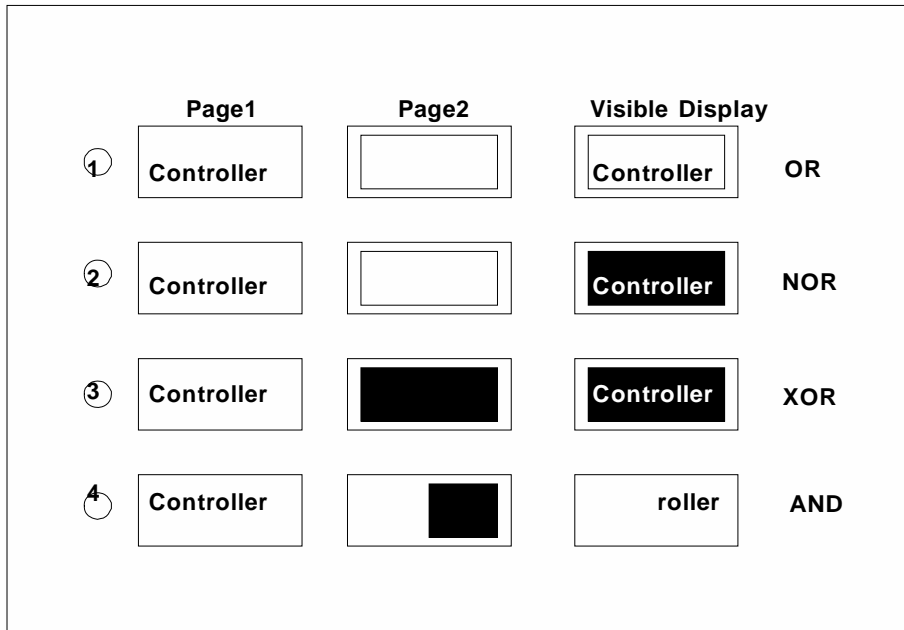 Page1 Page2 Visible Display
1 Controller Controller OR
2 Controller Controller NOR
3 Controller Controller XOR
4 Controller roller AND